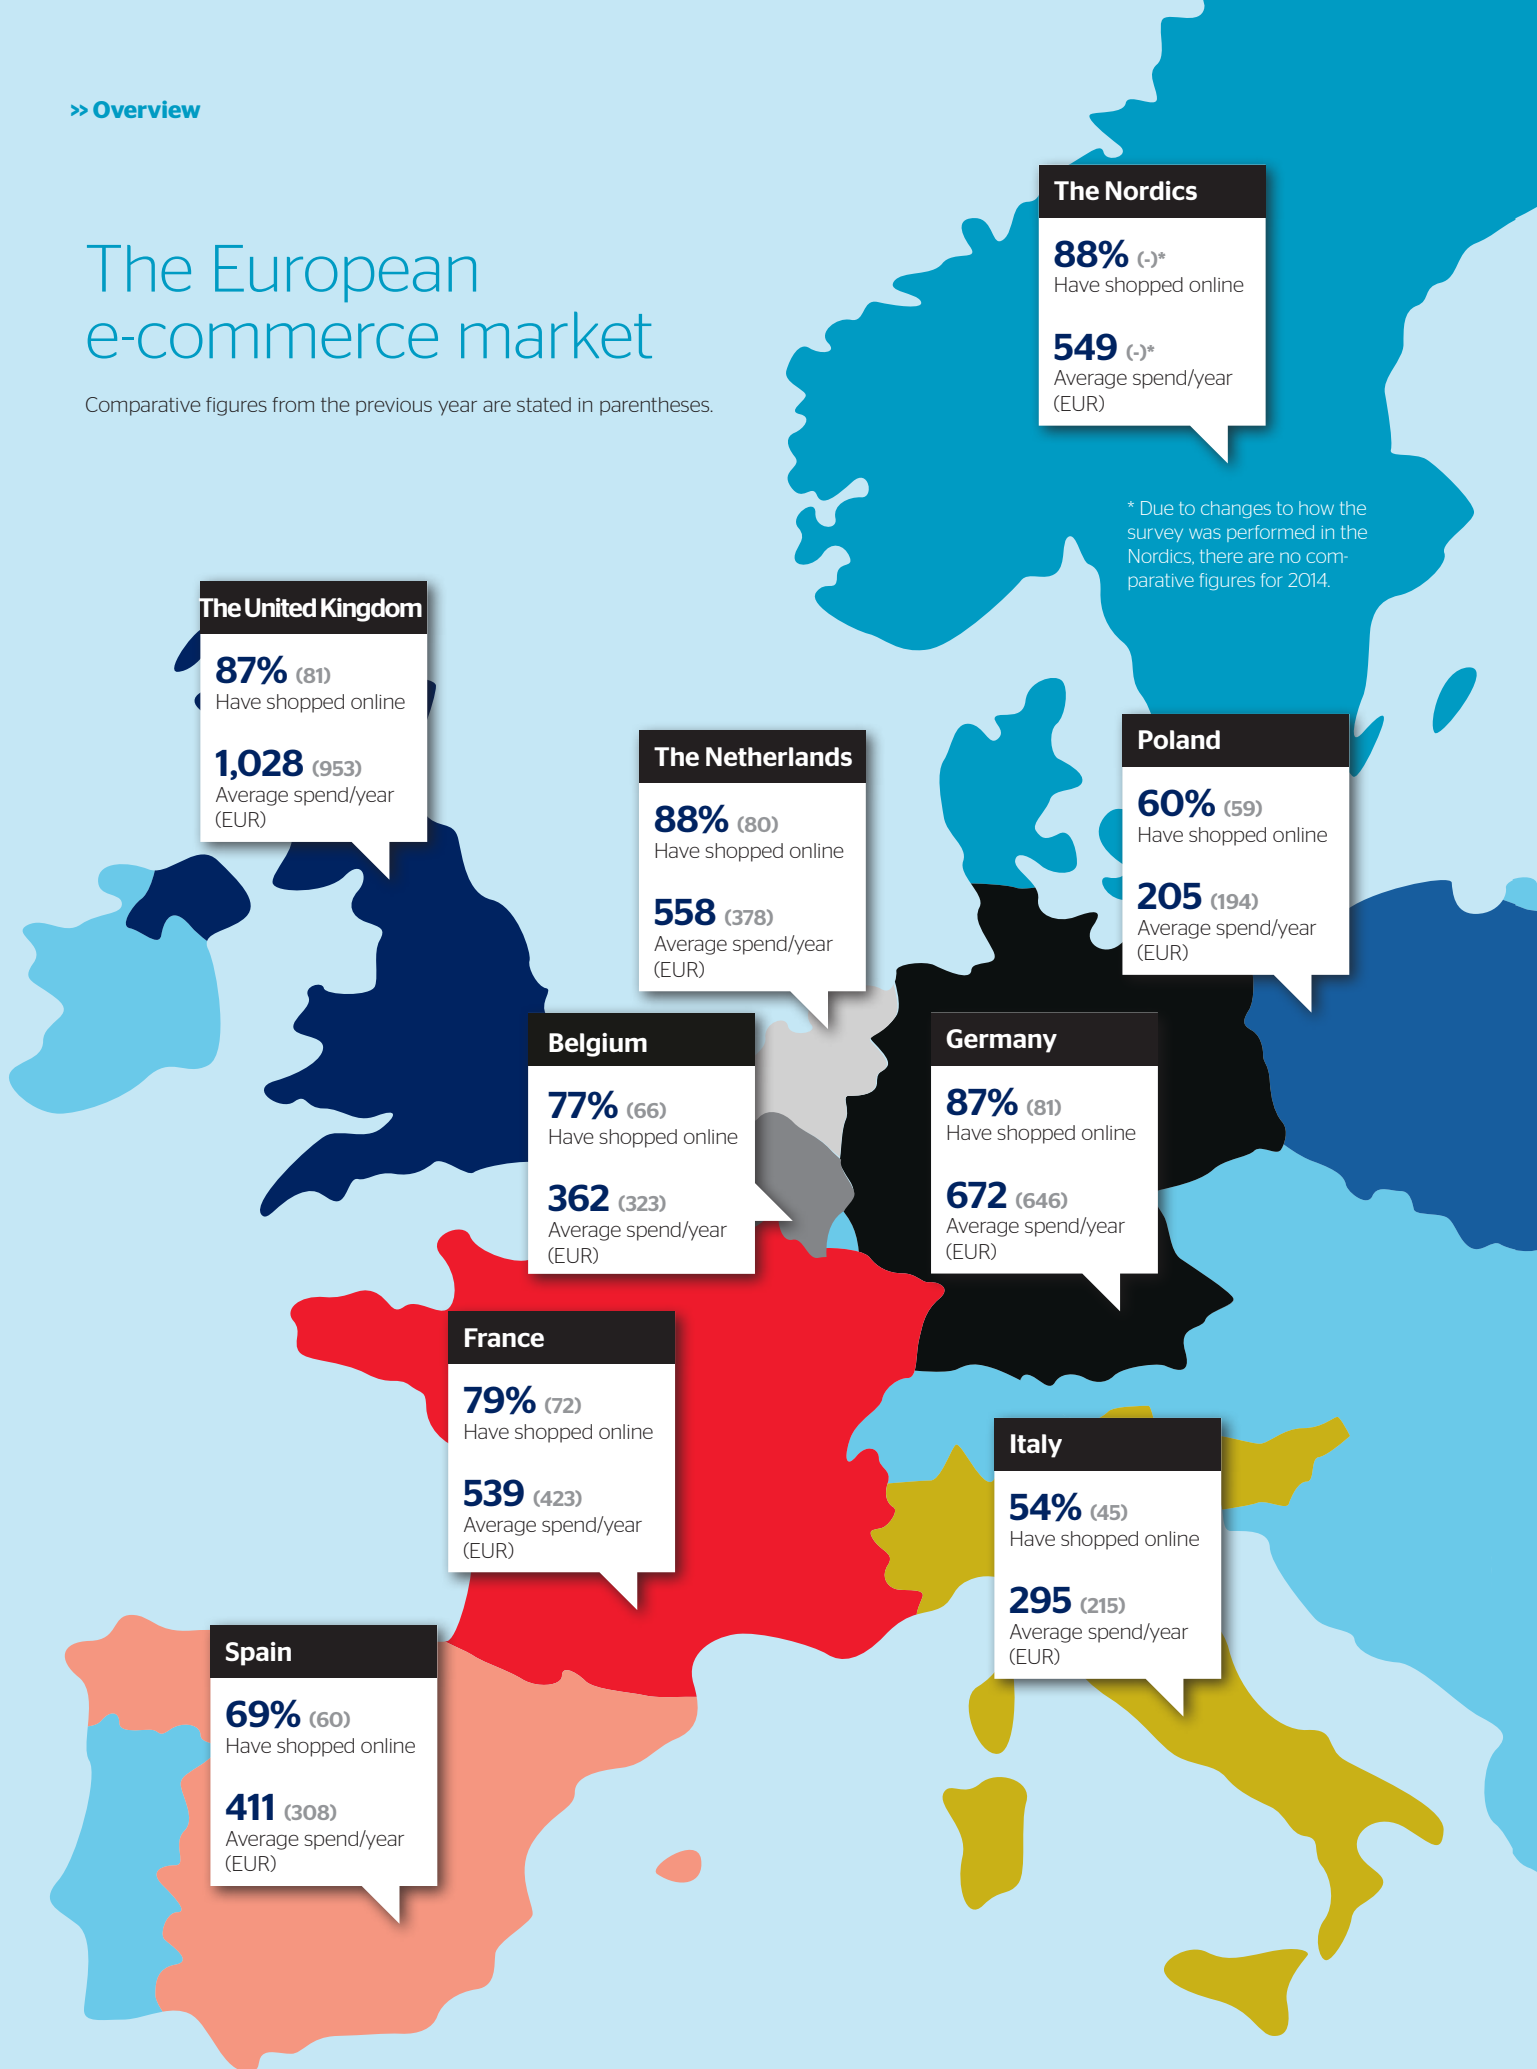 >> Overview
The European
e-commerce market
Comparative figures from the previous year are stated in parentheses.
The Nordics
88% (-)*
Have shopped online
549 (-)*
Average spend/year
(EUR)
* Due to changes to how the
survey was performed in the
Nordics, there are no com-
parative figures for 2014.
The United Kingdom
87% (81)
Have shopped online
1,028 (953)
Average spend/year
(EUR)
The Netherlands
88% (80)
Have shopped online
558 (378)
Average spend/year
(EUR)
Poland
60% (59)
Have shopped online
205 (194)
Average spend/year
(EUR)
Belgium
77% (66)
Have shopped online
362 (323)
Average spend/year
(EUR)
Germany
87% (81)
Have shopped online
672 (646)
Average spend/year
(EUR)
France
79% (72)
Have shopped online
539 (423)
Average spend/year
(EUR)
Italy
54% (45)
Have shopped online
295 (215)
Average spend/year
(EUR)
Spain
69% (60)
Have shopped online
411 (308)
Average spend/year
(EUR)